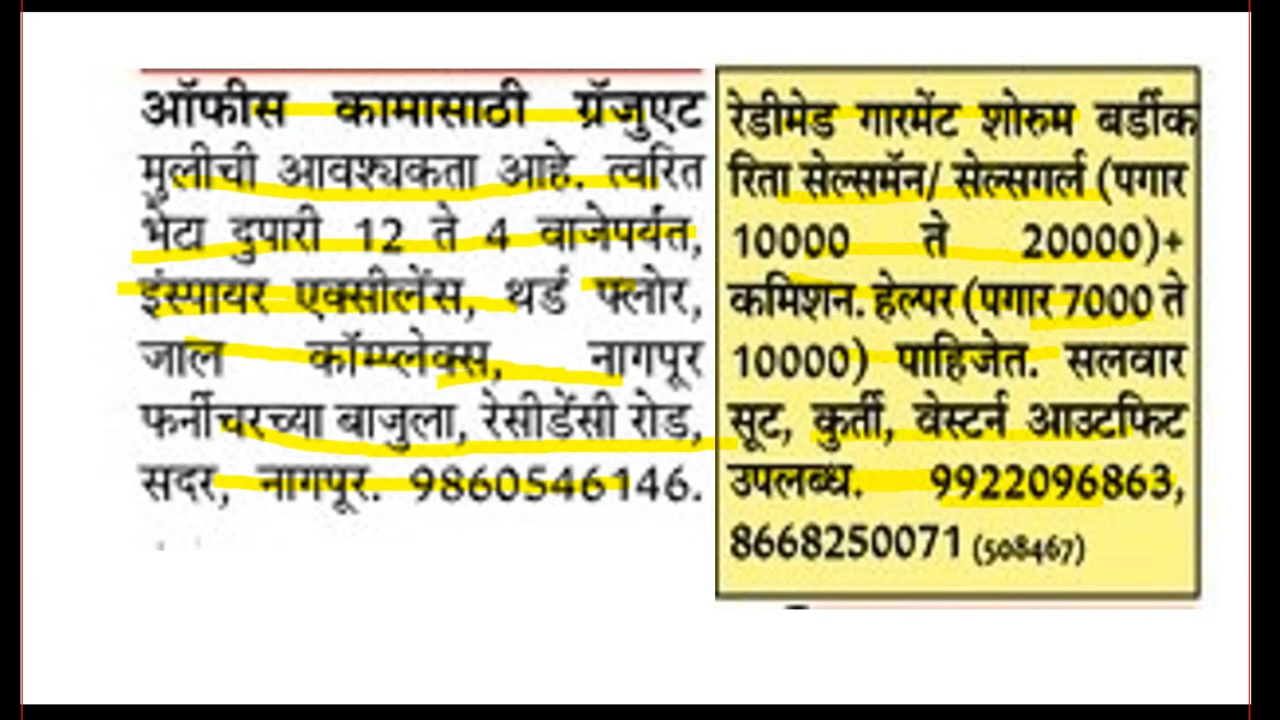 ऑफीस कामासाठी ग्रॅजुएट
मुलीची आवश्यकता आहे. त्वरित
भेटा दुपारी 12 ते 4 वाजेपर्यंत,
इंस्पायर एक्सीलेंस, थर्ड फ्लोर,
जाल कॉम्प्लेक्स, नागपूर
फर्नीचरच्या बाजुला, रेसीडेंसी रोड,
सदर, नागपूर. 9860546146.
रेडीमेड गारमेंट शोरुम बर्डीक
रिता सेल्समॅन/ सेल्सगर्ल (पगार
10000 ते 20000)+
कमिशन. हेल्पर (पगार 7000 ते
10000) पाहिजेत. सलवार
सूट, कुर्ती, वेस्टर्न आउटफिट
उपलब्ध. 9922096863,
8668250071 (508467)